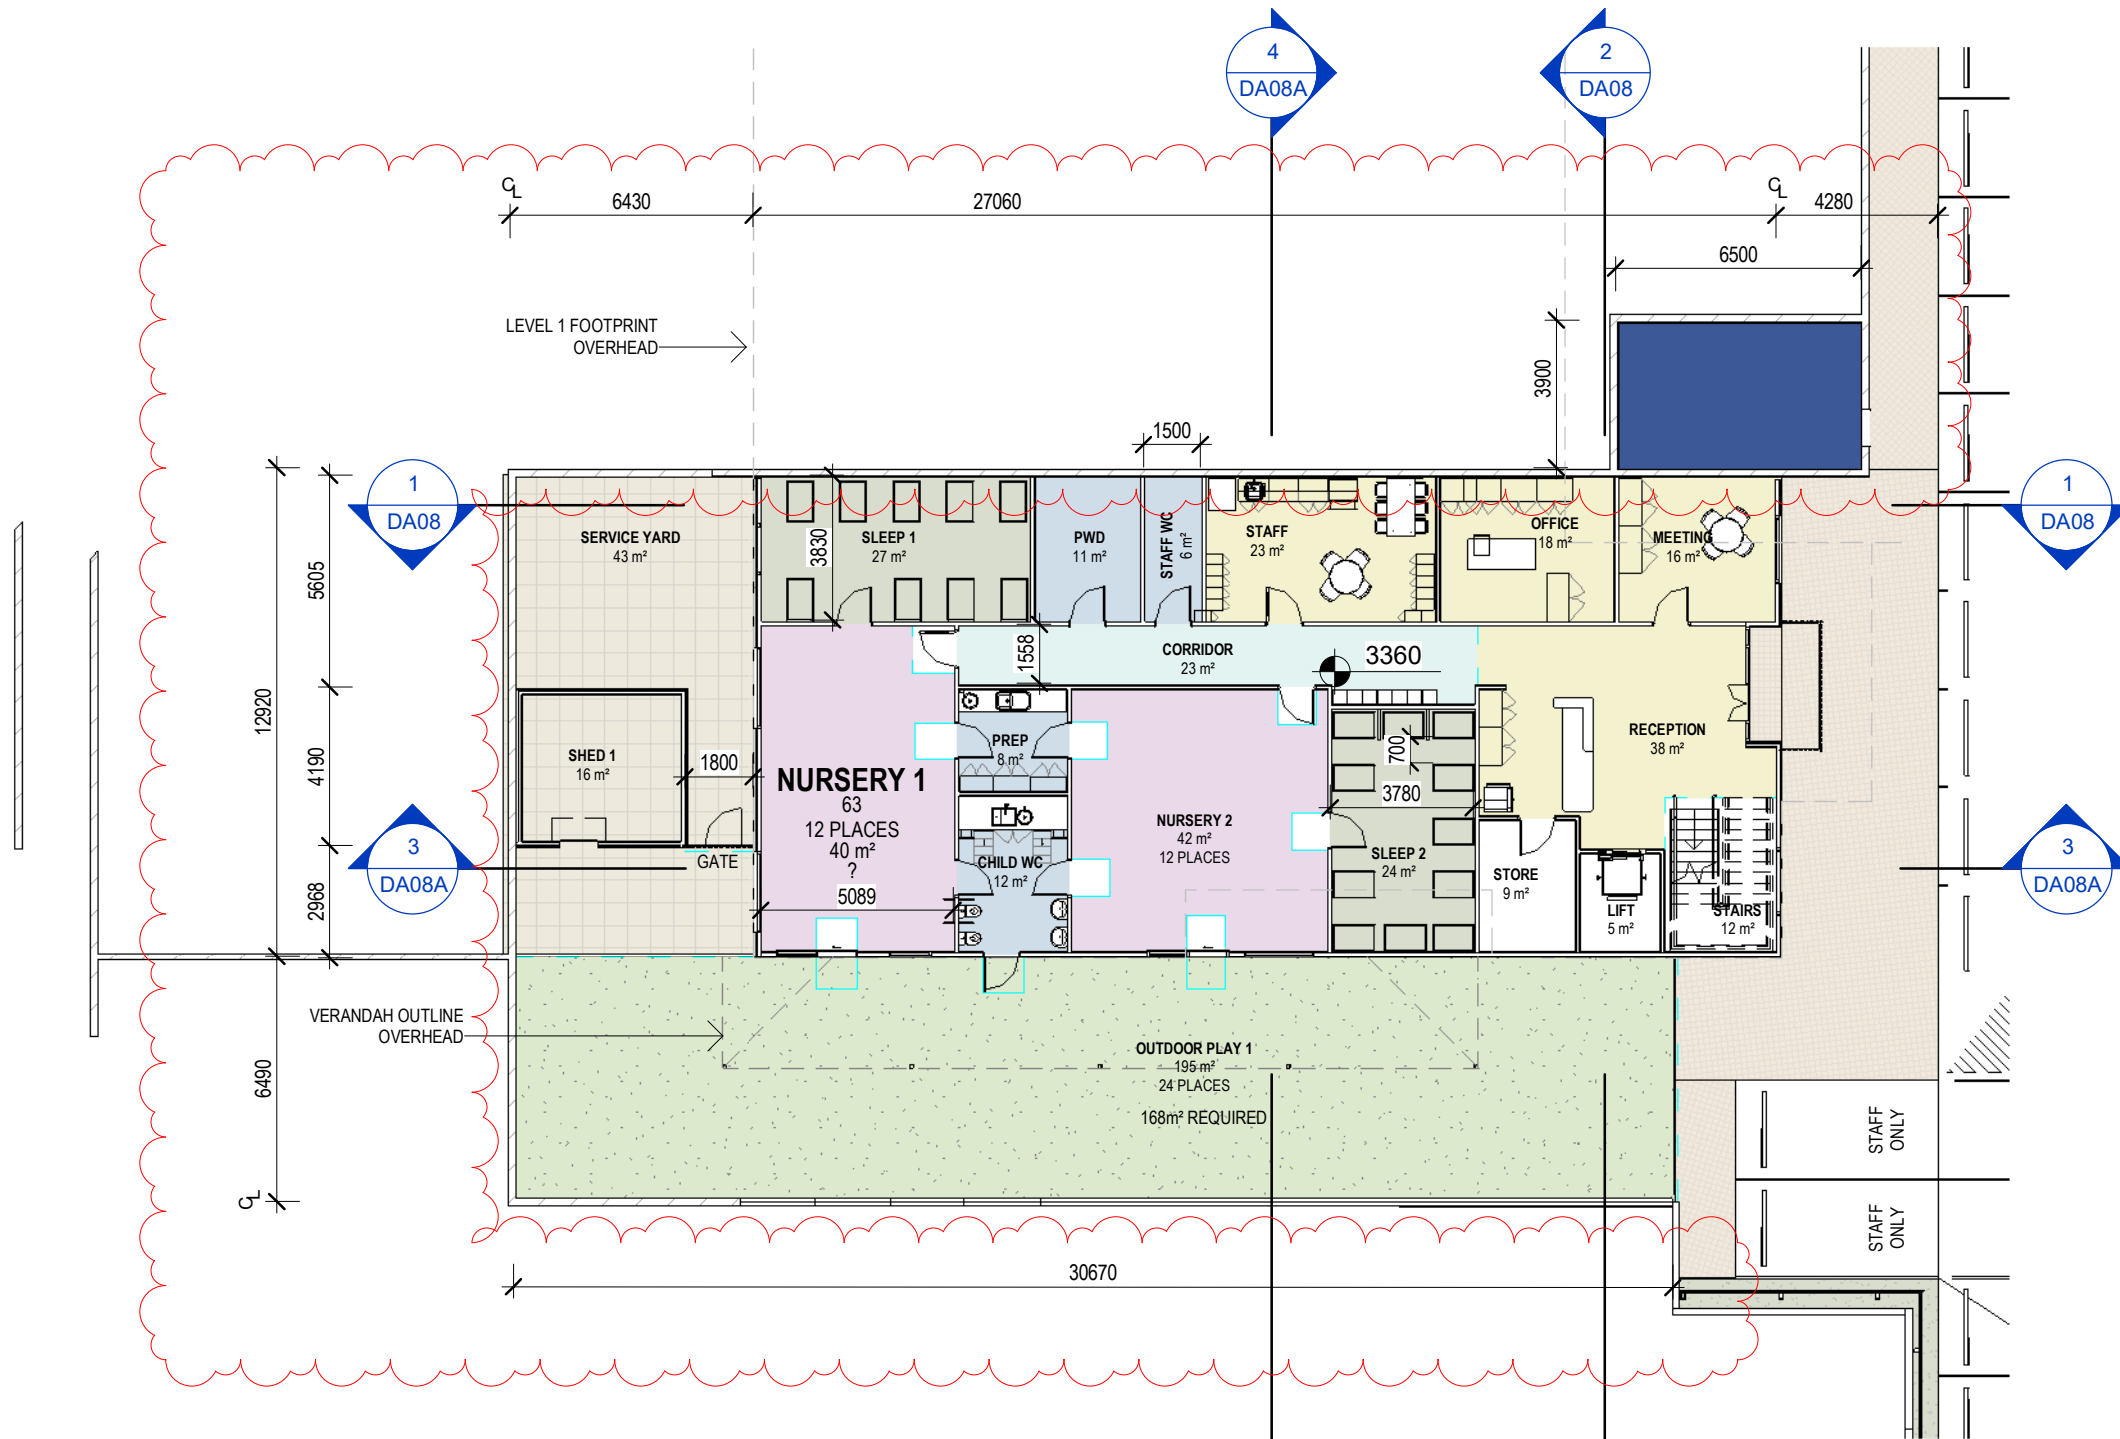 4
DA08A
2
DA08
CL
6430
27060
CL
4280
6500
LEVEL 1 FOOTPRINT
OVERHEAD
3900
1500
1
DA08
1
DA08
SERVICE YARD
43 m²
3830
SLEEP 1
27 m²
PWD
11 m²
STAFF WC
6 m²
STAFF
23 m²
OFFICE
18 m²
MEETING
16 m²
5605
12920
4190
2968
1558
CORRIDOR
23 m²
3360
SHED 1
16 m²
1800
PREP
8 m²
700
3780
RECEPTION
38 m²
NURSERY 1
63
12 PLACES
40 m²
?
5089
NURSERY 2
42 m²
12 PLACES
3
DA08A
3
DA08A
GATE
CHILD WC
12 m²
SLEEP 2
24 m²
STORE
9 m²
LIFT
5 m²
STAIRS
12 m²
VERANDAH OUTLINE
OVERHEAD
6490
OUTDOOR PLAY 1
195 m²
24 PLACES
168m² REQUIRED
STAFF
ONLY
STAFF
ONLY
CL
30670